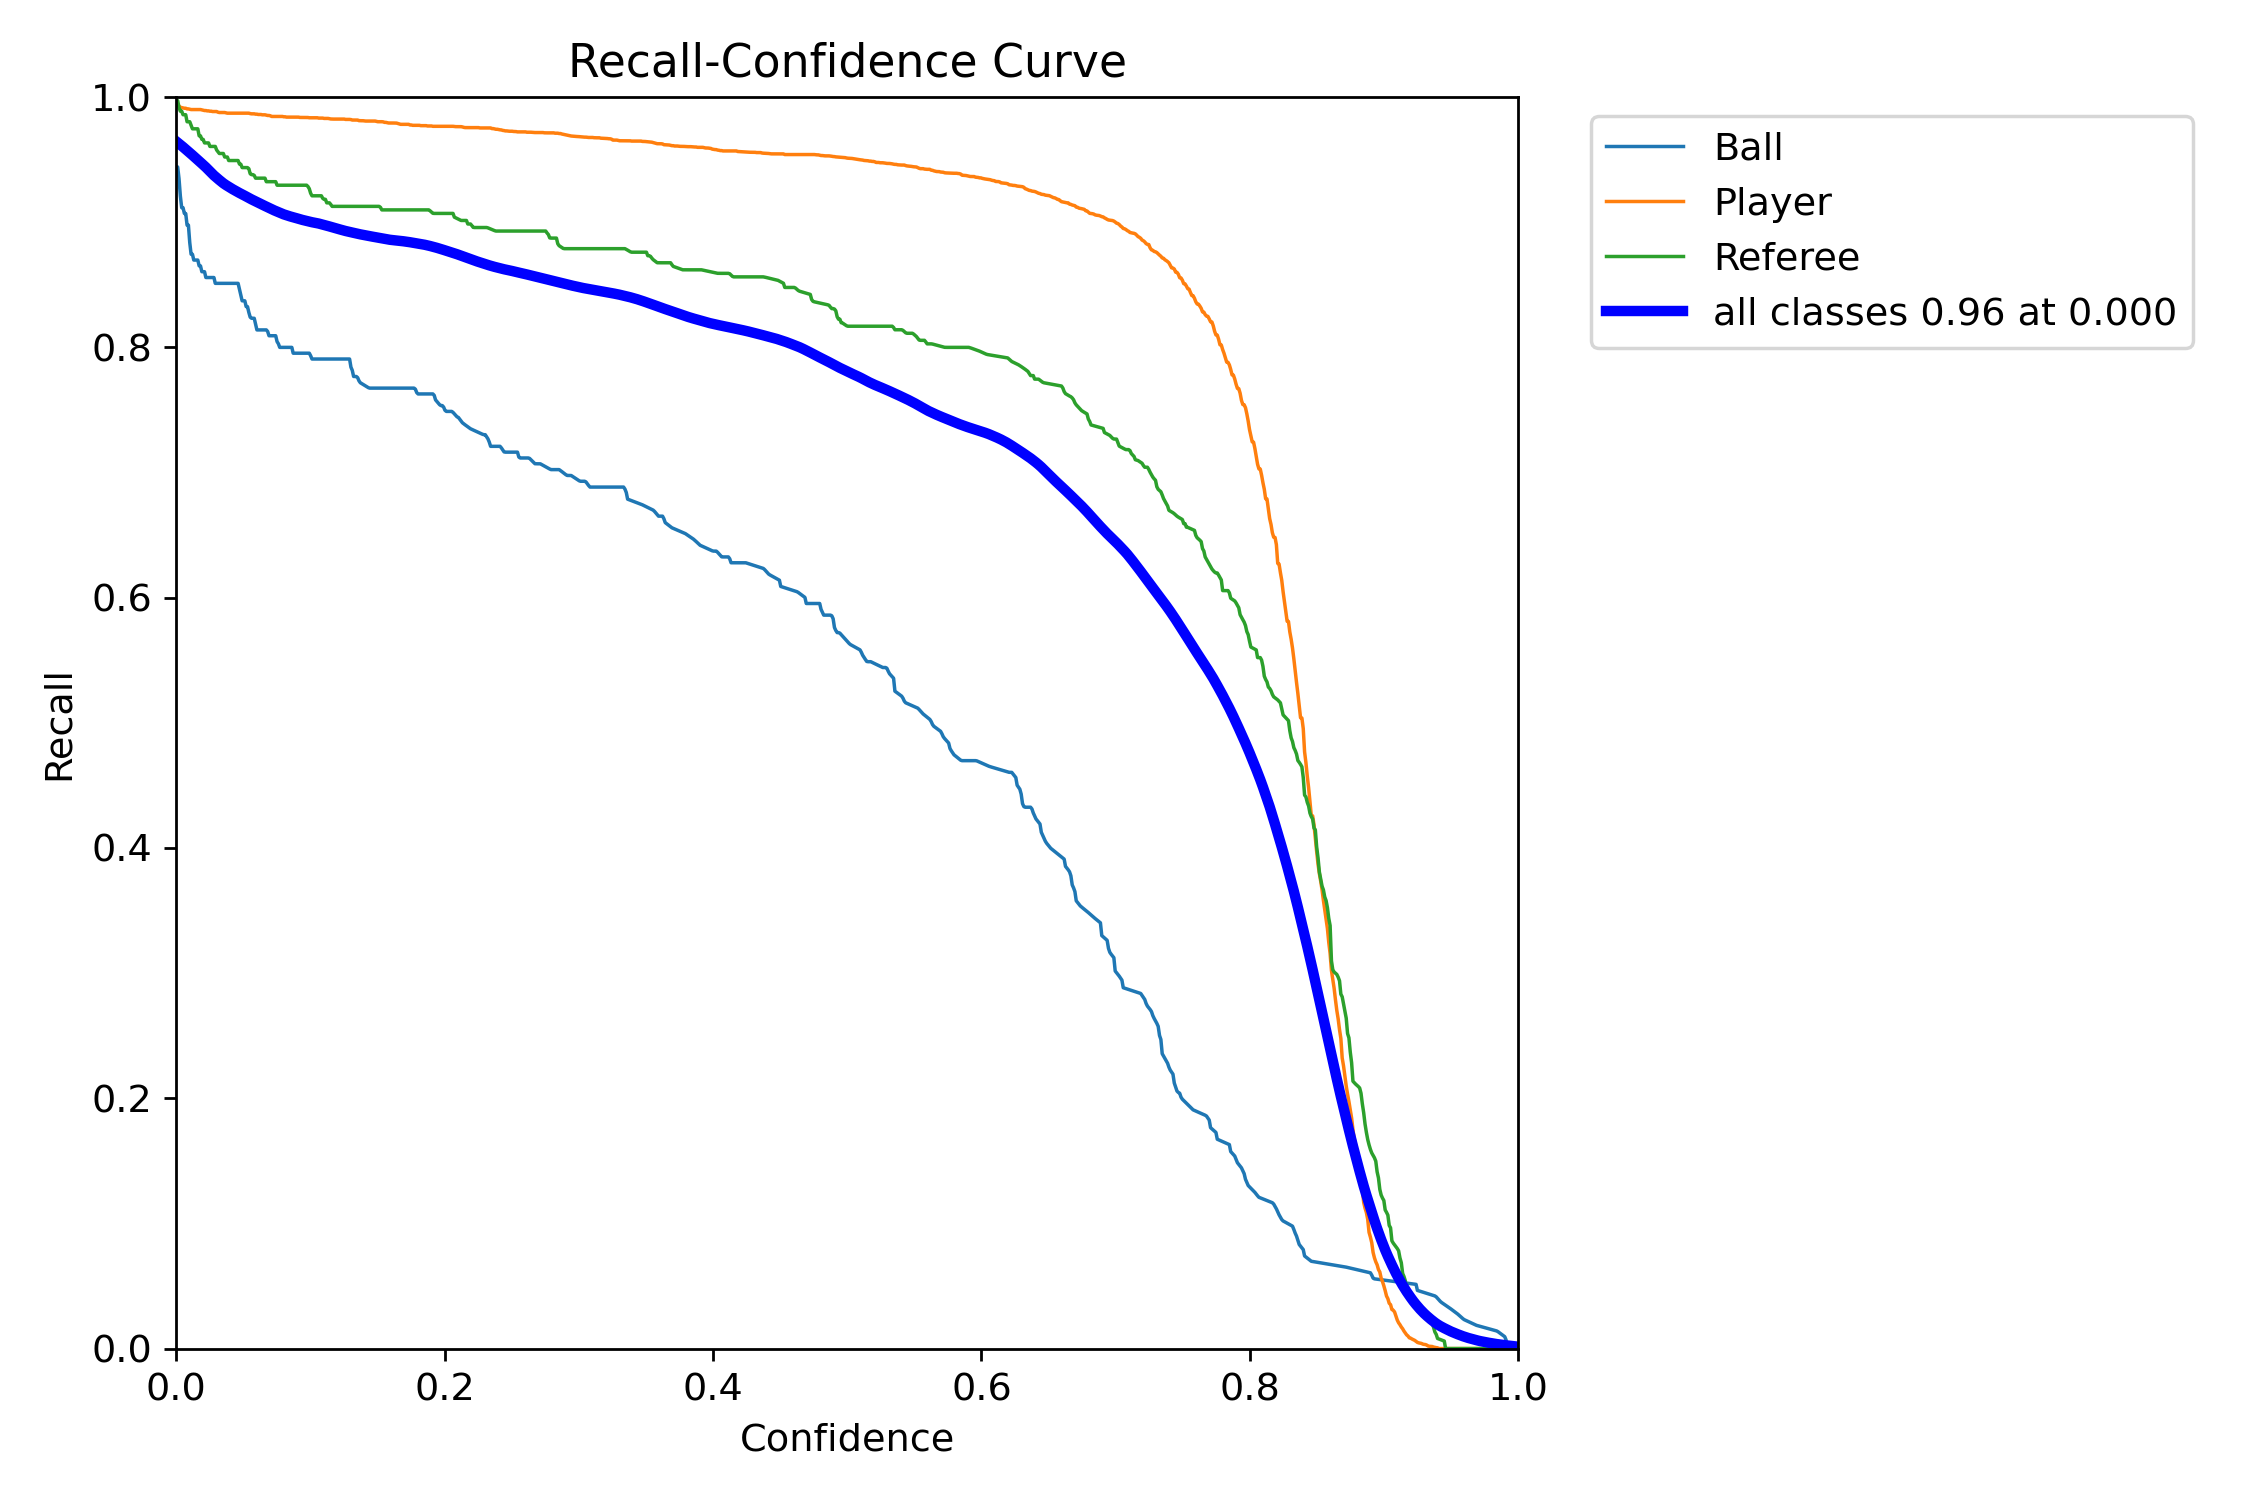 Recall-Confidence Curve
1.0
0.8
0.6
0.4
0.2
0.0
Recall
0.0 0.2 0.4 0.6 0.8 1.0
Confidence
Ball
Player
Referee
all classes 0.96 at 0.000